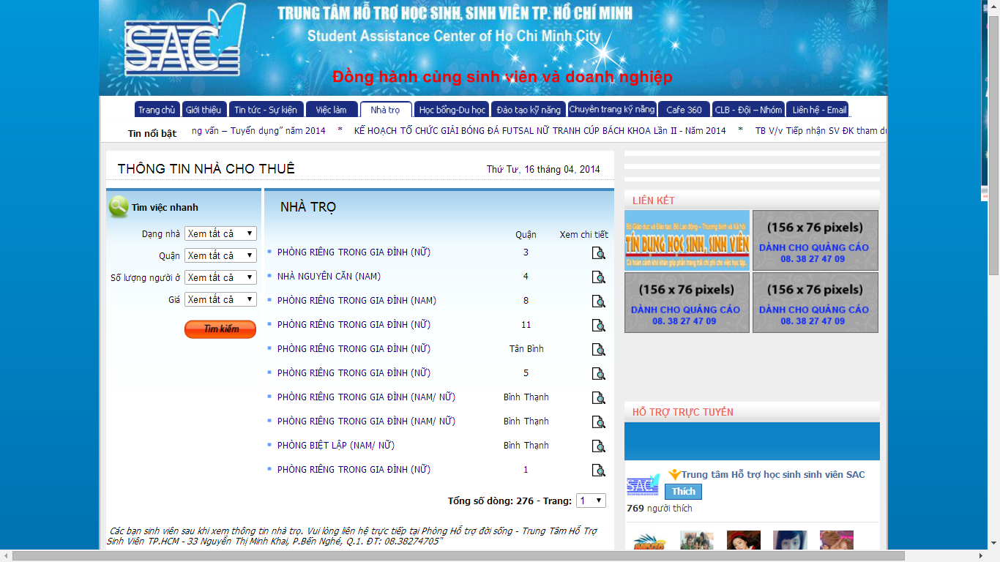 SAC
TRUNG TÂM HỖ TRỢ HỌC SINH, SINH VIÊN TP. HỒ CHÍ MINH
Student Assistance Center of Ho Chi Minh City
Đồng hành cùng sinh viên và doanh nghiệp
Trang chủ Giới thiệu Tin tức - Sự kiện Việc làm Nhà trọ Học bổng-Du học Đào tạo kỹ năng Chuyên trang kỹ năng Cafe 360 CLB - Đội – Nhóm Liên hệ - Email
Tin nổi bật ng vấn – Tuyển dụng” năm 2014 * KẾ HOẠCH TỔ CHỨC GIẢI BÓNG ĐÁ FUTSAL NỮ TRANH CÚP BÁCH KHOA Lần II - Năm 2014 * TB V/v Tiếp nhận SV ĐK tham dự
THÔNG TIN NHÀ CHO THUÊ
Thứ Tư, 16 tháng 04, 2014
Tìm việc nhanh
Dạng nhà Xem tất cả
Quận Xem tất cả
Số lượng người ở Xem tất cả
Giá Xem tất cả
Tìm kiếm
NHÀ TRỌ
Quận Xem chi tiết
PHÒNG RIÊNG TRONG GIA ĐÌNH (NỮ) 3
NHÀ NGUYÊN CĂN (NAM) 4
PHÒNG RIÊNG TRONG GIA ĐÌNH (NAM) 8
PHÒNG RIÊNG TRONG GIA ĐÌNH (NỮ) 11
PHÒNG RIÊNG TRONG GIA ĐÌNH (NỮ) Tân Bình
PHÒNG RIÊNG TRONG GIA ĐÌNH (NỮ) 5
PHÒNG RIÊNG TRONG GIA ĐÌNH (NAM/ NỮ) Bình Thạnh
PHÒNG RIÊNG TRONG GIA ĐÌNH (NAM/ NỮ) Bình Thạnh
PHÒNG BIỆT LẬP (NAM/ NỮ) Bình Thạnh
PHÒNG RIÊNG TRONG GIA ĐÌNH (NỮ) 1
Tổng số dòng: 276 - Trang: 1
Các bạn sinh viên sau khi xem thông tin nhà trọ. Vui lòng liên hệ trực tiếp tại Phòng Hỗ trợ đời sống - Trung Tâm Hỗ Trợ
Sinh Viên TP.HCM - 33 Nguyễn Thị Minh Khai, P.Bến Nghé, Q.1. ĐT: 08.38274705"
LIÊN KẾT
Bộ Giáo dục và Đào tạo, Bộ Lao động – Thương binh và Xã hội
TÍN DỤNG HỌC SINH, SINH VIÊN
Có hoàn cảnh khó khăn góp phần trang trải chi phí cho việc học tập.
(156 x 76 pixels)
DÀNH CHO QUẢNG CÁO
08. 38 27 47 09
(156 x 76 pixels)
DÀNH CHO QUẢNG CÁO
08. 38 27 47 09
(156 x 76 pixels)
DÀNH CHO QUẢNG CÁO
08. 38 27 47 09
HỖ TRỢ TRỰC TUYẾN
SAC
Trung tâm Hỗ trợ học sinh sinh viên SAC
Thích
769 người thích